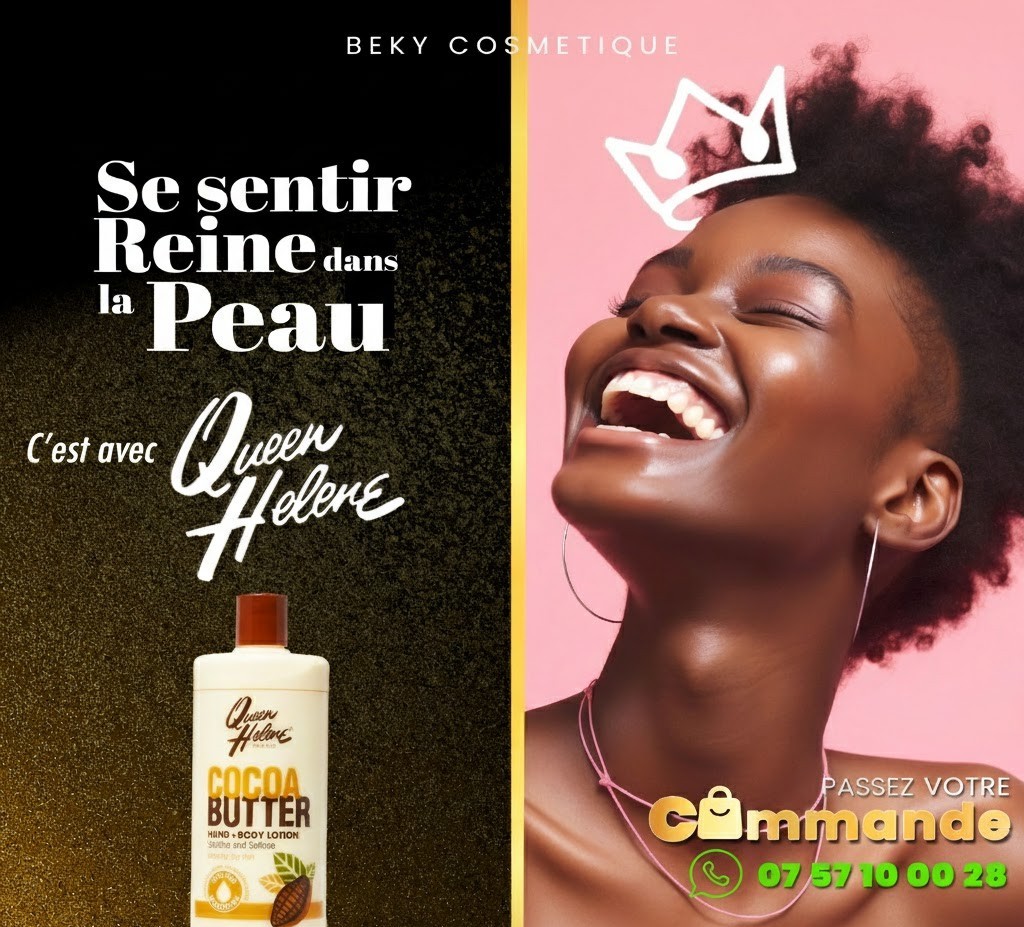 BEKY COSMETIQUE
Se sentir
Reine dans
la Peau
C'est avec Queen
Helene
Queen
Helene
COCOA
BUTTER
HAND + BODY LOTION
PASSEZ VOTRE
Commande
07 57 10 00 28